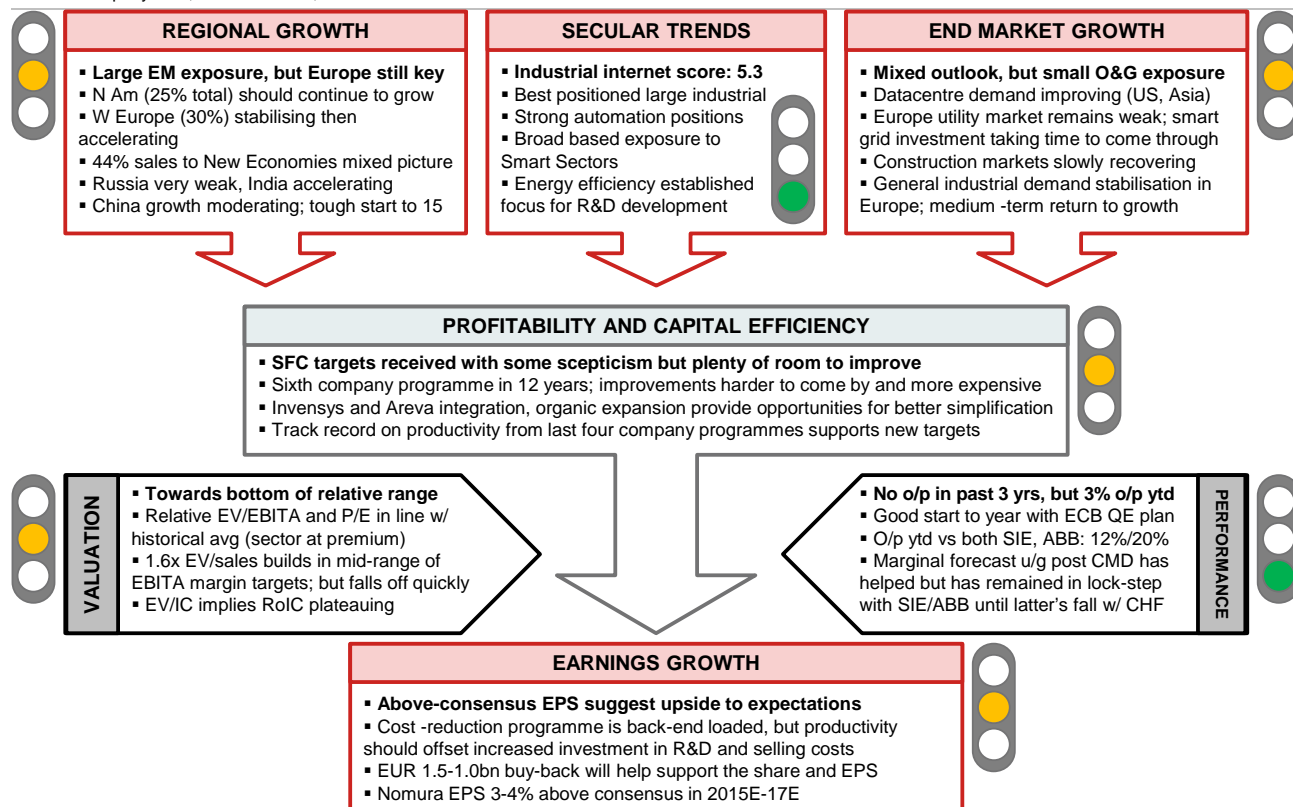 REGIONAL GROWTH
▪ Large EM exposure, but Europe still key
▪ N Am (25% total) should continue to grow
▪ W Europe (30%) stabilising then
accelerating
▪ 44% sales to New Economies mixed picture
▪ Russia very weak, India accelerating
▪ China growth moderating; tough start to 15
SECULAR TRENDS
▪ Industrial internet score: 5.3
▪ Best positioned large industrial
▪ Strong automation positions
▪ Broad based exposure to
Smart Sectors
▪ Energy efficiency established
focus for R&D development
END MARKET GROWTH
▪ Mixed outlook, but small O&G exposure
▪ Datacentre demand improving (US, Asia)
▪ Europe utility market remains weak; smart
grid investment taking time to come through
▪ Construction markets slowly recovering
▪ General industrial demand stabilisation in
Europe; medium -term return to growth
PROFITABILITY AND CAPITAL EFFICIENCY
▪ SFC targets received with some scepticism but plenty of room to improve
▪ Sixth company programme in 12 years; improvements harder to come by and more expensive
▪ Invensys and Areva integration, organic expansion provide opportunities for better simplification
▪ Track record on productivity from last four company programmes supports new targets
VALUATION
▪ Towards bottom of relative range
▪ Relative EV/EBITA and P/E in line w/
historical avg (sector at premium)
▪ 1.6x EV/sales builds in mid-range of
EBITA margin targets; but falls off quickly
▪ EV/IC implies RoIC plateauing
▪ No o/p in past 3 yrs, but 3% o/p ytd
▪ Good start to year with ECB QE plan
▪ O/p ytd vs both SIE, ABB: 12%/20%
▪ Marginal forecast u/g post CMD has
helped but has remained in lock-step
with SIE/ABB until latter's fall w/ CHF
PERFORMANCE
EARNINGS GROWTH
▪ Above-consensus EPS suggest upside to expectations
▪ Cost -reduction programme is back-end loaded, but productivity
should offset increased investment in R&D and selling costs
▪ EUR 1.5-1.0bn buy-back will help support the share and EPS
▪ Nomura EPS 3-4% above consensus in 2015E-17E